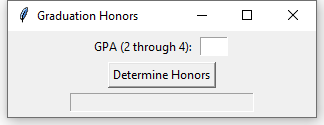 Graduation Honors
GPA (2 through 4):
Determine Honors